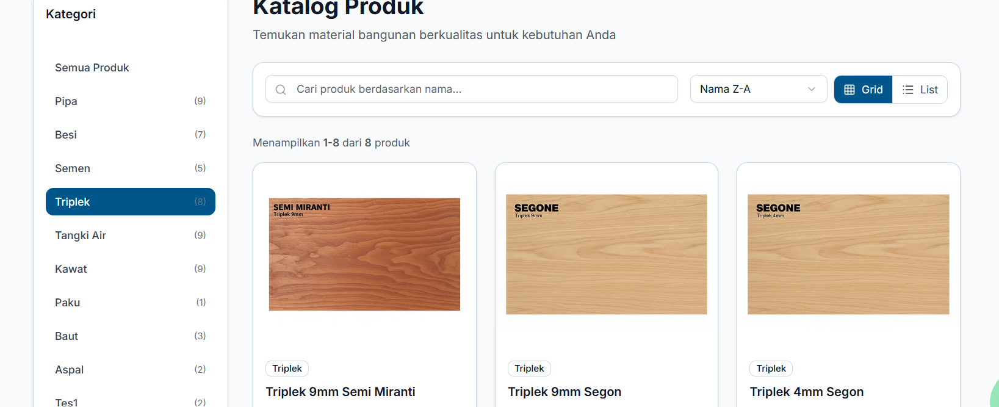 Kategori
Semua Produk
Pipa (9)
Besi (7)
Semen (5)
Triplek (8)
Tangki Air (9)
Kawat (9)
Paku (1)
Baut (3)
Aspal (2)
Tes1 (2)
Katalog Produk
Temukan material bangunan berkualitas untuk kebutuhan Anda
Cari produk berdasarkan nama...
Nama Z-A
Grid
List
Menampilkan 1-8 dari 8 produk
SEMI MIRANTI
Triplek 9mm
Triplek
Triplek 9mm Semi Miranti
SEGONE
Triplek 9mm
Triplek
Triplek 9mm Segon
SEGONE
Triplek 4mm
Triplek
Triplek 4mm Segon